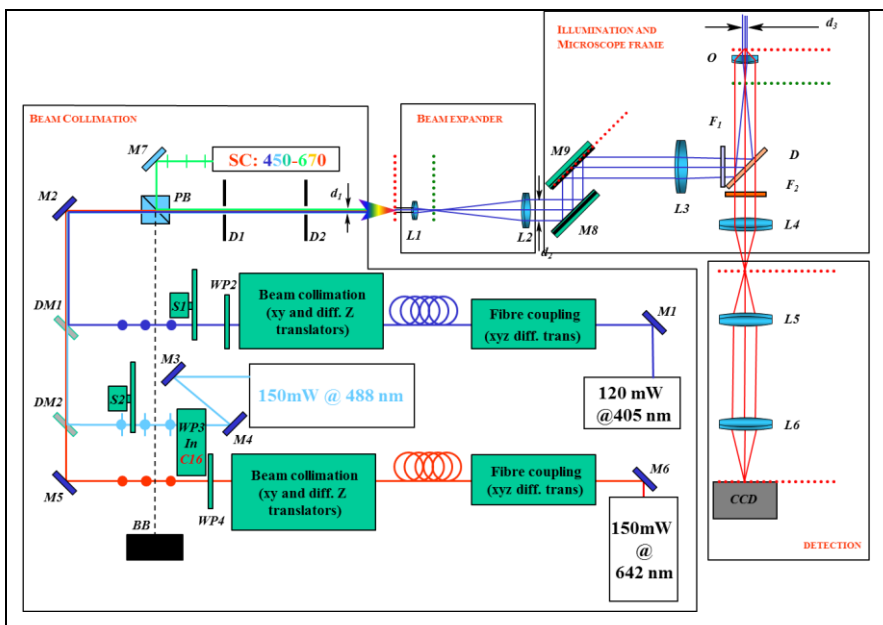 ILLUMINATION AND
MICROSCOPE FRAME
d3
O
BEAM COLLIMATION
BEAM EXPANDER
M7
SC: 450-670
M9
F1
D
M2
PB
d1
F2
D1
D2
L1
L2
M8
L3
L4
d2
DM1
S1
WP2
Beam collimation
(xy and diff. Z
translators)
Fibre coupling
(xyz diff. trans)
M1
L5
M3
150mW @ 488 nm
120 mW
@405 nm
DM2
S2
WP3
In
C16
M4
L6
M5
WP4
Beam collimation
(xy and diff. Z
translators)
Fibre coupling
(xyz diff. trans)
M6
CCD
BB
150mW
@
642 nm
DETECTION